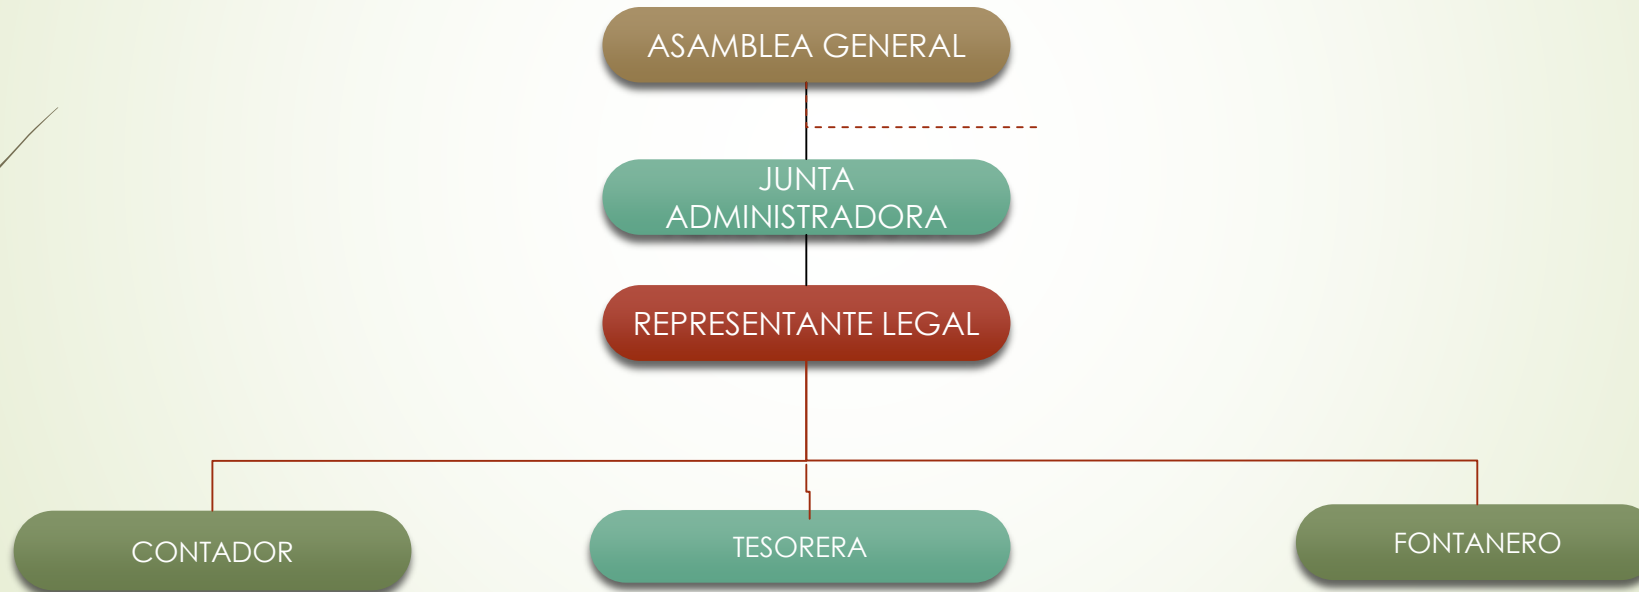 ASAMBLEA GENERAL
JUNTA
ADMINISTRADORA
REPRESENTANTE LEGAL
CONTADOR
TESORERA
FONTANERO